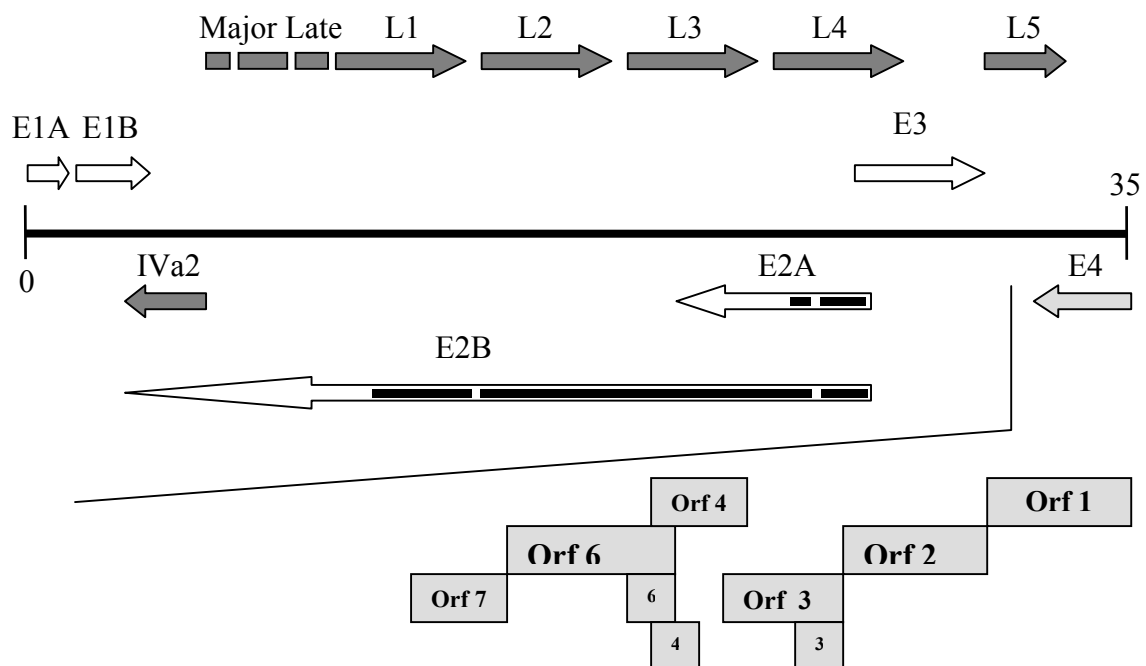 Major Late L1 L2 L3 L4 L5
E1A E1B E3
35
0
IVa2 E2A E4
E2B
Orf 4 Orf 1
Orf 6 Orf 2
Orf 7 6 Orf 3
4 3